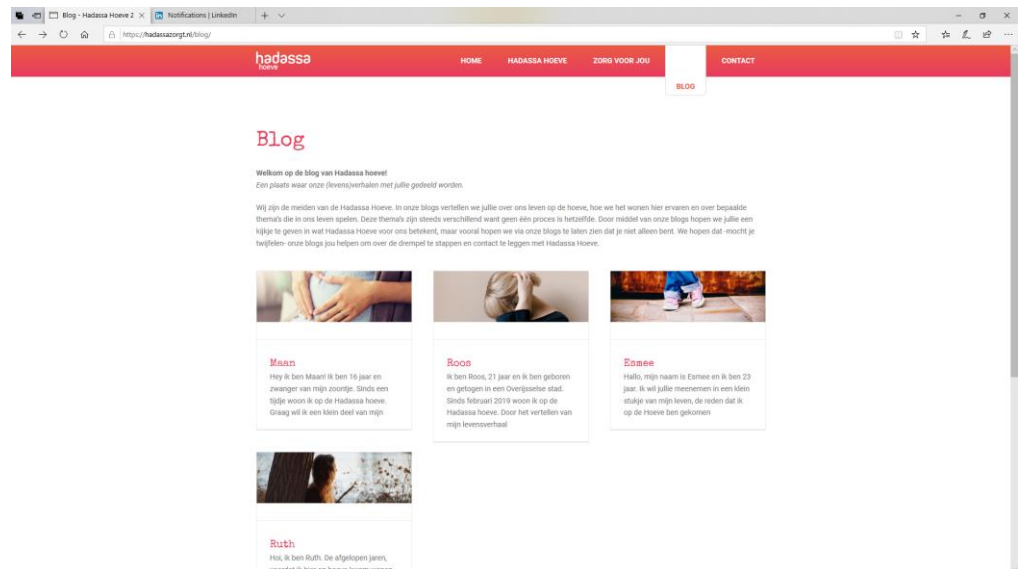 Blog - Hadassa Hoeve 2
Notifications | LinkedIn
https://hadassazorgt.nl/blog/
hadassa
hoeve
HOME
HADASSA HOEVE
ZORG VOOR JOU
BLOG
CONTACT
Blog
Welkom op de blog van Hadassa hoeve!
Een plaats waar onze (levens)verhalen met jullie gedeeld worden.
Wij zijn de meiden van de Hadassa Hoeve. In onze blogs vertellen we jullie over ons leven op de hoeve, hoe we het wonen hier ervaren en over bepaalde
thema's die in ons leven spelen. Deze thema's zijn steeds verschillend want geen één proces is hetzelfde. Door middel van onze blogs hopen we jullie een
kijkje te geven in wat Hadassa Hoeve voor ons betekent, maar vooral hopen we via onze blogs te laten zien dat je niet alleen bent. We hopen dat -mocht je
twijfelen- onze blogs jou helpen om over de drempel te stappen en contact te leggen met Hadassa Hoeve.
Maan
Hey ik ben Maan! Ik ben 16 jaar en
zwanger van mijn zoontje. Sinds een
tijdje woon ik op de Hadassa hoeve.
Graag wil ik een klein deel van mijn
Roos
Ik ben Roos, 21 jaar en ik ben geboren
en getogen in een Overijsselse stad.
Sinds februari 2019 woon ik op de
Hadassa hoeve. Door het vertellen van
mijn levensverhaal
Esmee
Hallo, mijn naam is Esmee en ik ben 23
jaar. Ik wil jullie meenemen in een klein
stukje van mijn leven, de reden dat ik
op de Hoeve ben gekomen
Ruth
Hoi, ik ben Ruth. De afgelopen jaren,